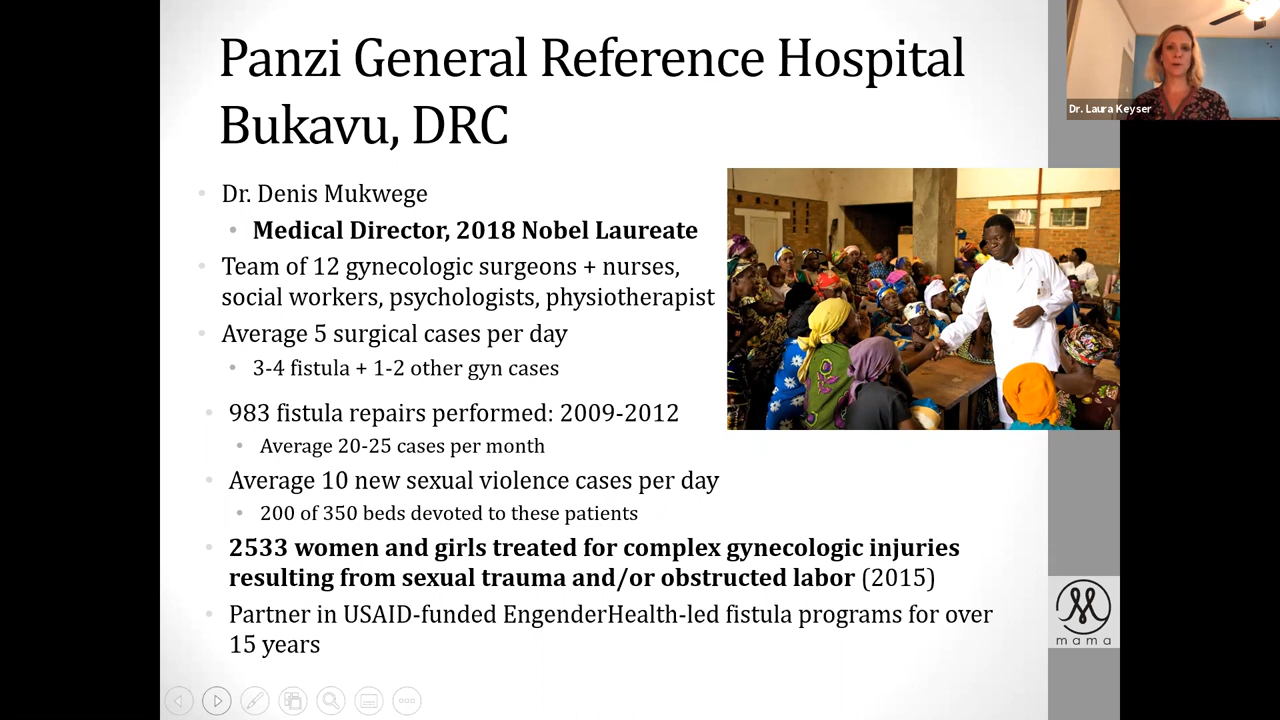 Panzi General Reference Hospital
Bukavu, DRC
Dr. Laura Keyser
• Dr. Denis Mukwege
• Medical Director, 2018 Nobel Laureate
• Team of 12 gynecologic surgeons + nurses,
social workers, psychologists, physiotherapist
• Average 5 surgical cases per day
• 3-4 fistula + 1-2 other gyn cases
• 983 fistula repairs performed: 2009-2012
• Average 20-25 cases per month
• Average 10 new sexual violence cases per day
• 200 of 350 beds devoted to these patients
• 2533 women and girls treated for complex gynecologic injuries
resulting from sexual trauma and/or obstructed labor (2015)
• Partner in USAID-funded EngenderHealth-led fistula programs for over
15 years
mama